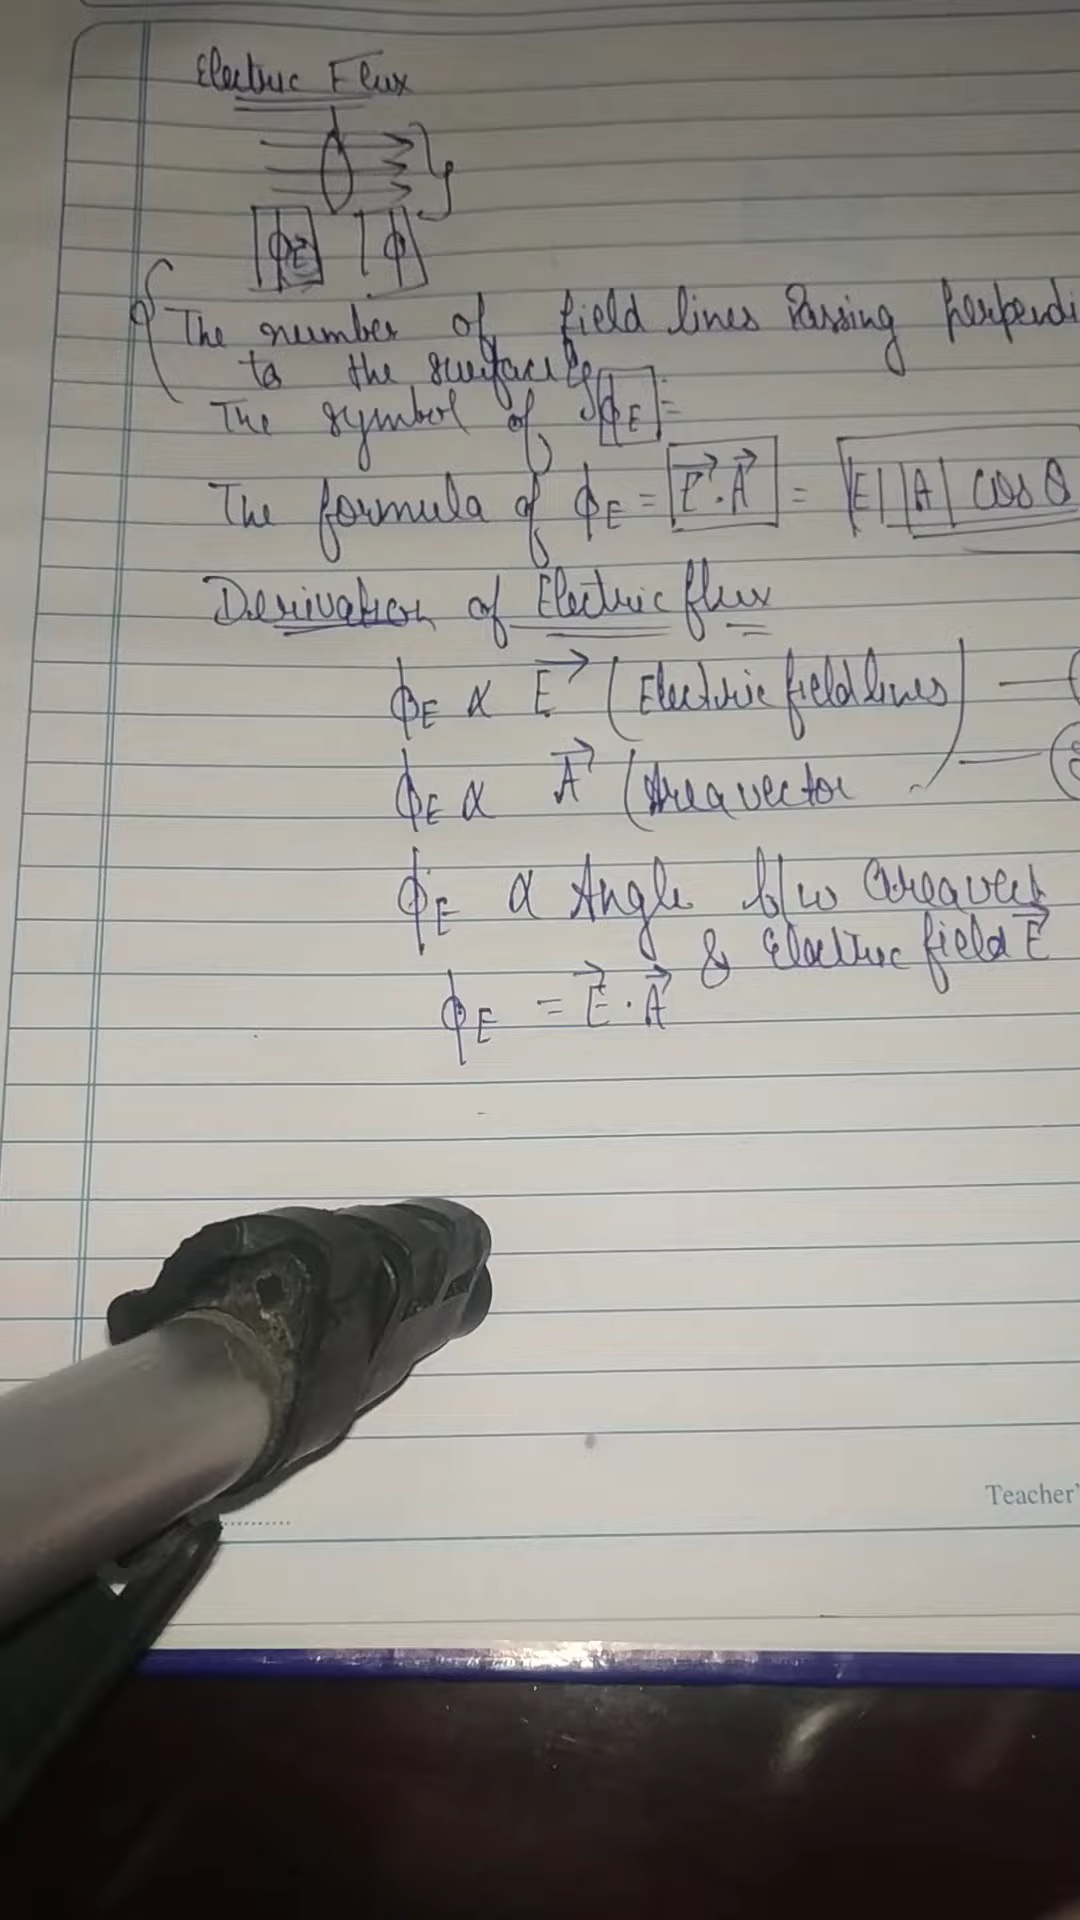 Electric Flux
ϕE ϕ
The number of field lines Passing perpendi
to the surface
The symbol of ϕE =
The formula of ϕE = E⃗ . A⃗ = |E| |A| cos θ
Derivation of Electric flux
ϕE α E⃗ (Electric field lines) —
ϕE α A⃗ (Area vector —
ϕE α Angle b/w areavect
& Electric field E⃗
ϕE = E⃗ . A⃗
Teacher'